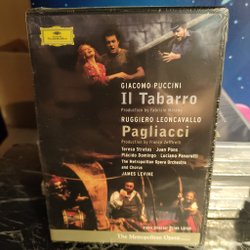 GIACOMO PUCCINI
Il Tabarro
Production by Fabrizio Melano
RUGGIERO LEONCAVALLO
Pagliacci
Production by Franco Zeffirelli
Teresa Stratas Juan Pons
Plácido Domingo Luciano Pavarotti
The Metropolitan Opera Orchestra
and Chorus
JAMES LEVINE
The Metropolitan Opera